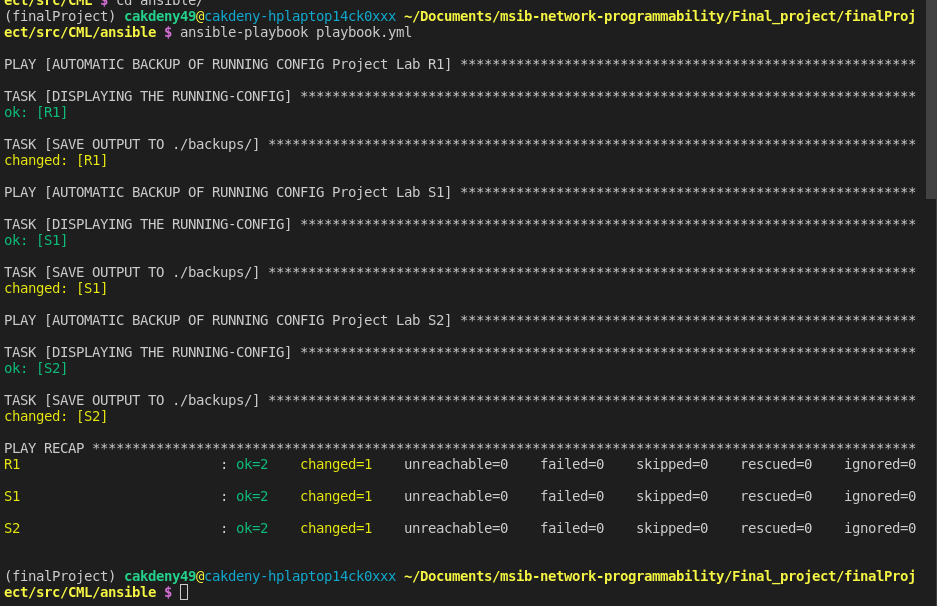 ect/src/CML $ cd ansible/
(finalProject) cakdeny49@cakdeny-hplaptop14ck0xxx ~/Documents/msib-network-programmability/Final_project/finalProj
ect/src/CML/ansible $ ansible-playbook playbook.yml
PLAY [AUTOMATIC BACKUP OF RUNNING CONFIG Project Lab R1] *********************************************************
TASK [DISPLAYING THE RUNNING-CONFIG] *****************************************************************************
ok: [R1]
TASK [SAVE OUTPUT TO ./backups/] *********************************************************************************
changed: [R1]
PLAY [AUTOMATIC BACKUP OF RUNNING CONFIG Project Lab S1] *********************************************************
TASK [DISPLAYING THE RUNNING-CONFIG] *****************************************************************************
ok: [S1]
TASK [SAVE OUTPUT TO ./backups/] *********************************************************************************
changed: [S1]
PLAY [AUTOMATIC BACKUP OF RUNNING CONFIG Project Lab S2] *********************************************************
TASK [DISPLAYING THE RUNNING-CONFIG] *****************************************************************************
ok: [S2]
TASK [SAVE OUTPUT TO ./backups/] *********************************************************************************
changed: [S2]
PLAY RECAP *******************************************************************************************************
R1                         : ok=2    changed=1    unreachable=0    failed=0    skipped=0    rescued=0    ignored=0
S1                         : ok=2    changed=1    unreachable=0    failed=0    skipped=0    rescued=0    ignored=0
S2                         : ok=2    changed=1    unreachable=0    failed=0    skipped=0    rescued=0    ignored=0
(finalProject) cakdeny49@cakdeny-hplaptop14ck0xxx ~/Documents/msib-network-programmability/Final_project/finalProj
ect/src/CML/ansible $